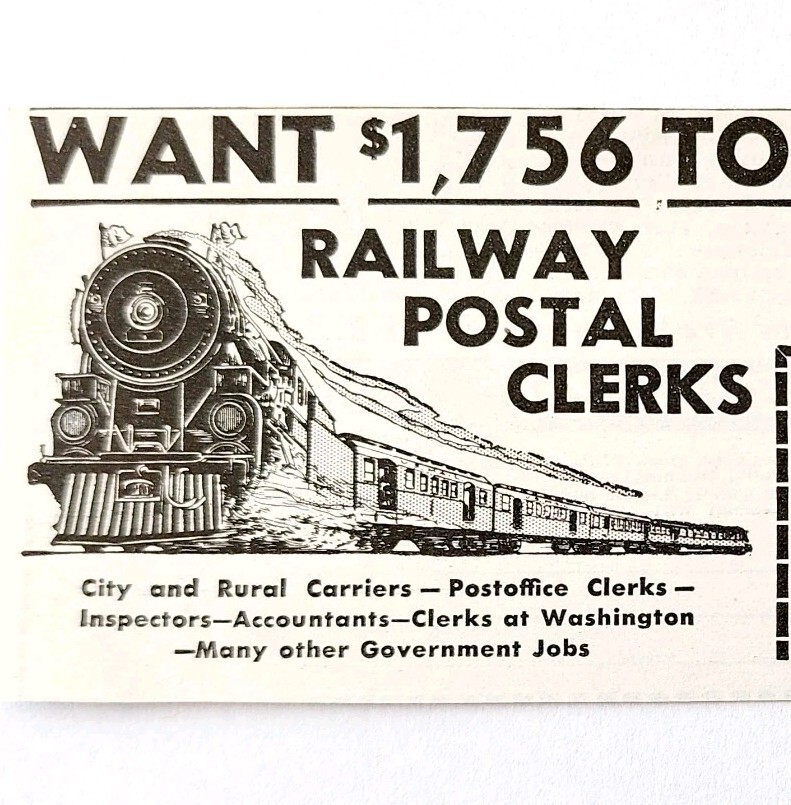 WANT $1,756 TO
RAILWAY
POSTAL
CLERKS
City and Rural Carriers — Postoffice Clerks —
Inspectors—Accountants—Clerks at Washington
—Many other Government Jobs